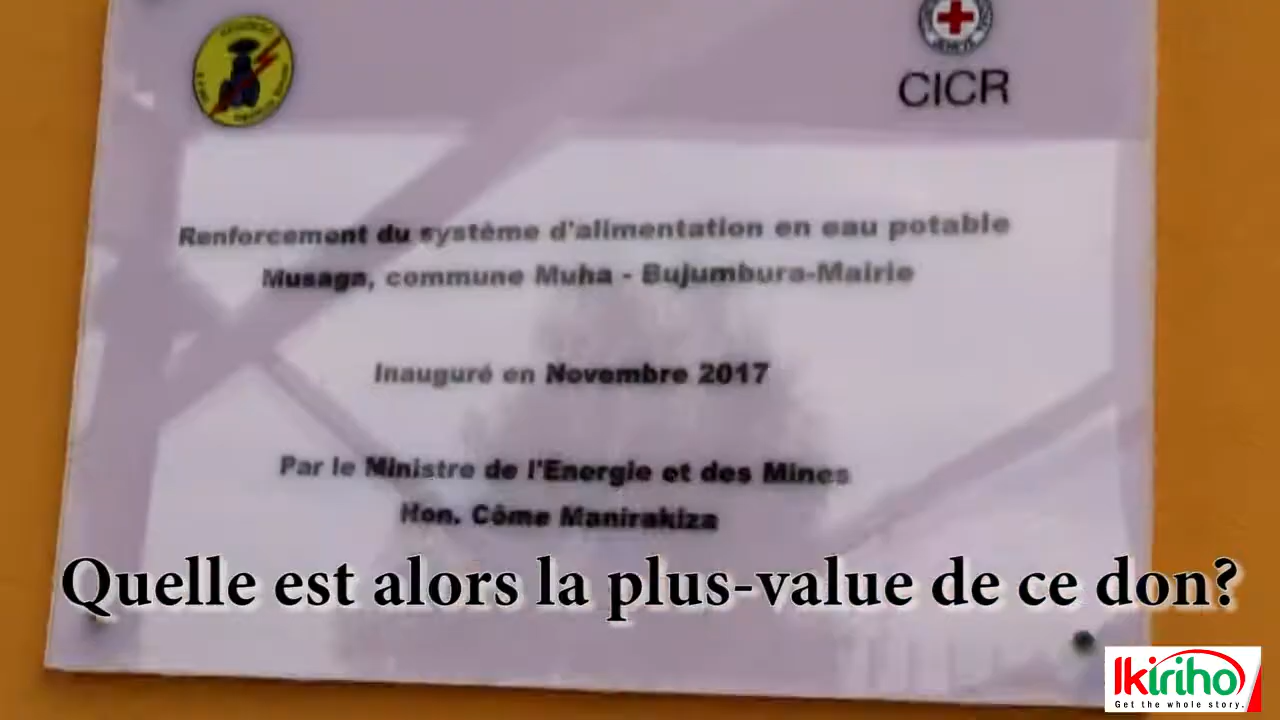 CICR
Renforcement du système d'alimentation en eau potable
Musaga, commune Muha - Bujumbura-Mairie
Inauguré en Novembre 2017
Par le Ministre de l'Energie et des Mines
Hon. Côme Manirakiza
Quelle est alors la plus-value de ce don?
Ikiriho
Get the whole story.